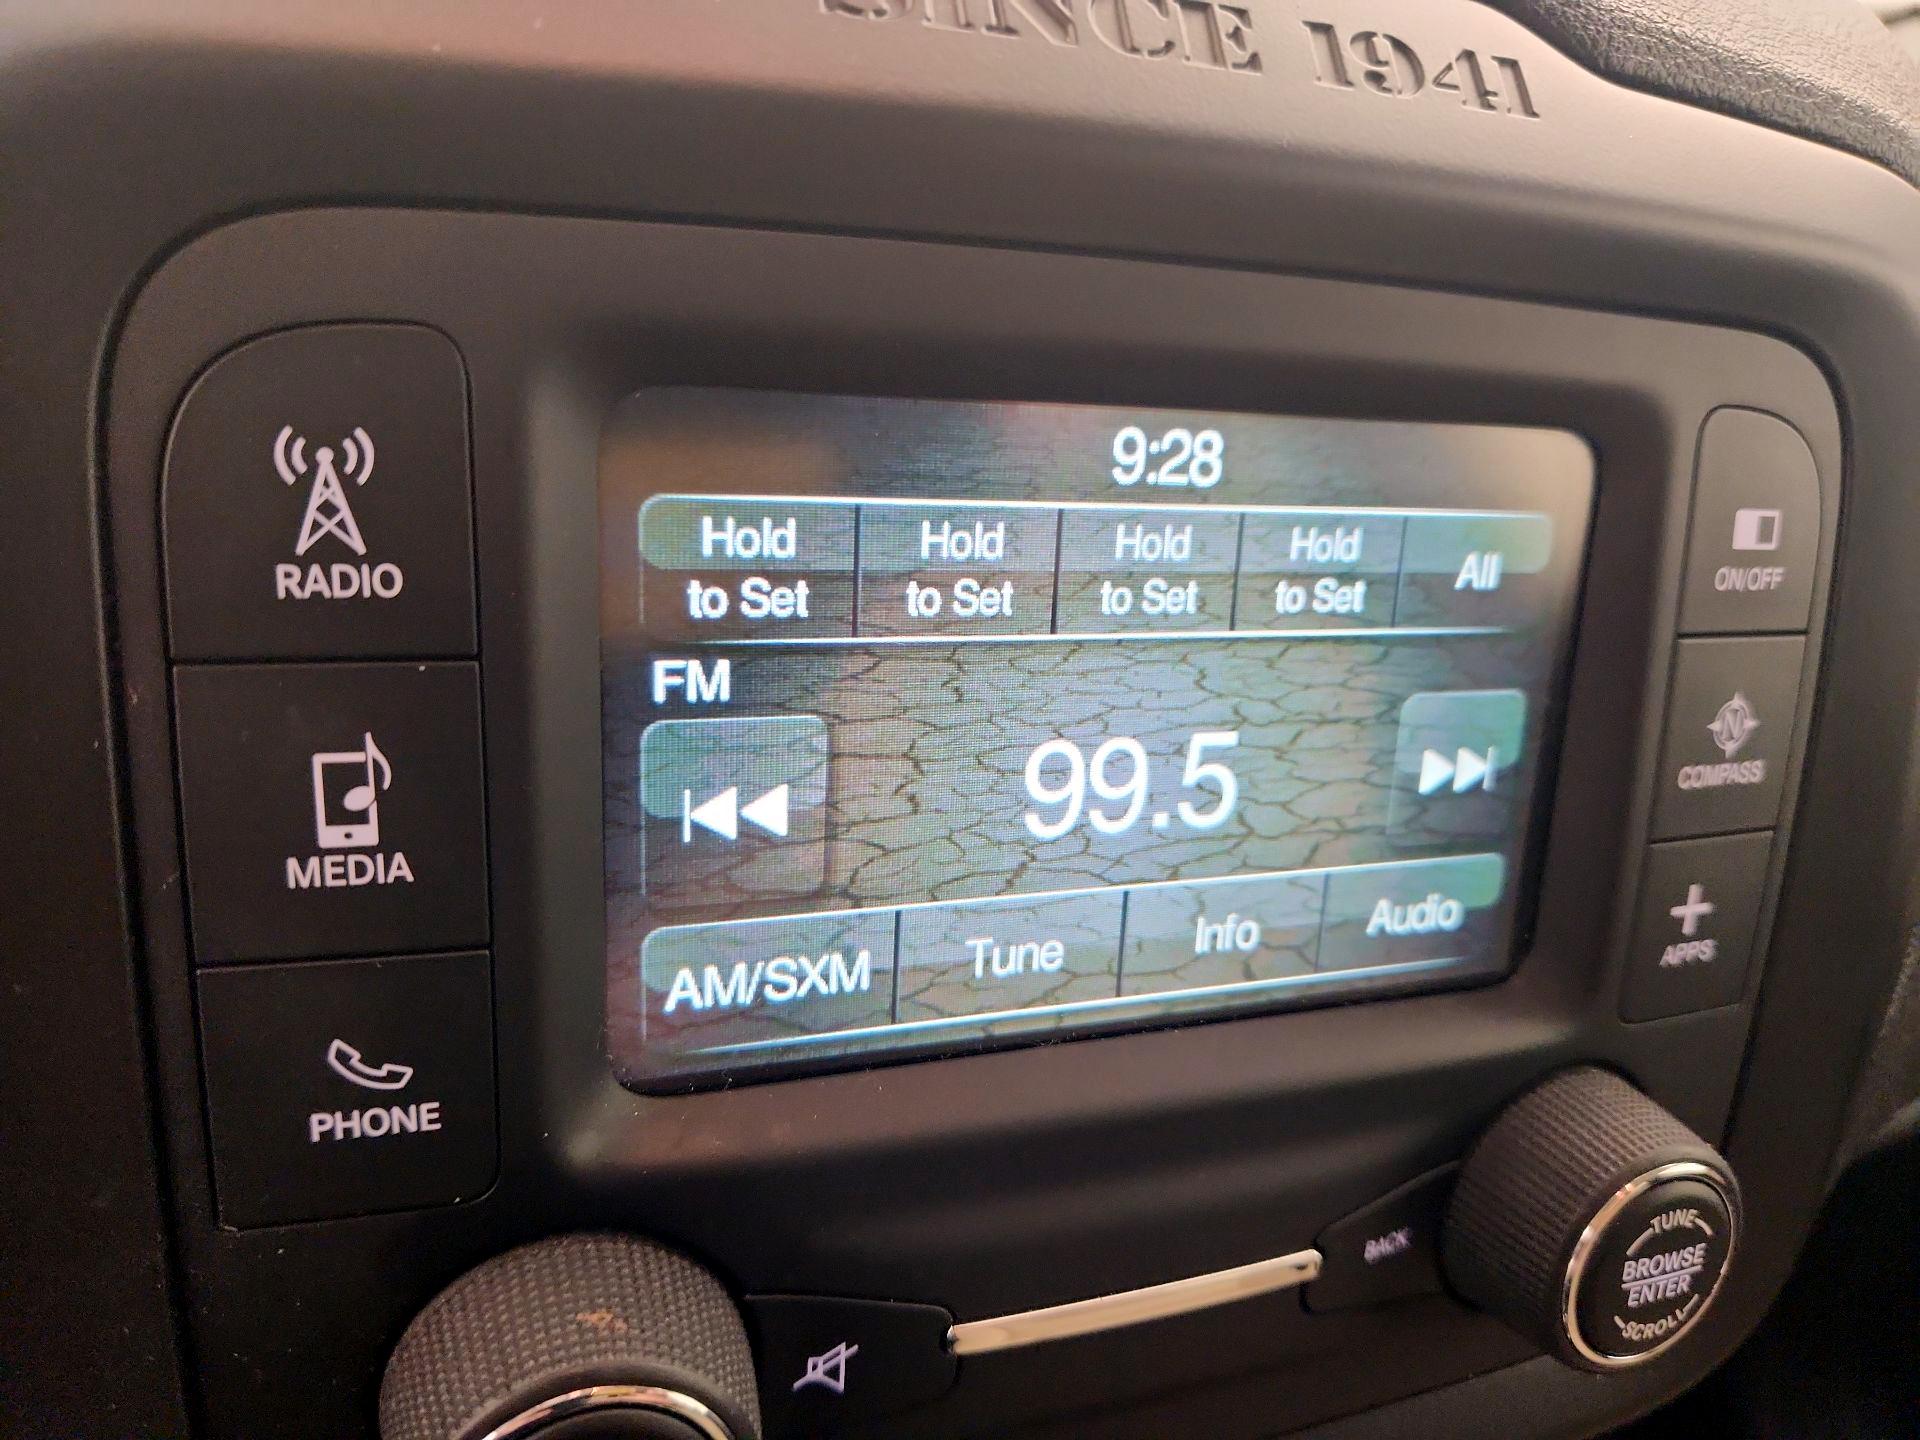 SINCE 1941
9:28
Hold to Set
Hold to Set
Hold to Set
Hold to Set
All
FM
99.5
AM/SXM
Tune
Info
Audio
RADIO
MEDIA
PHONE
ON/OFF
N
COMPASS
APPS
BACK
TUNE
BROWSE
ENTER
SCROLL